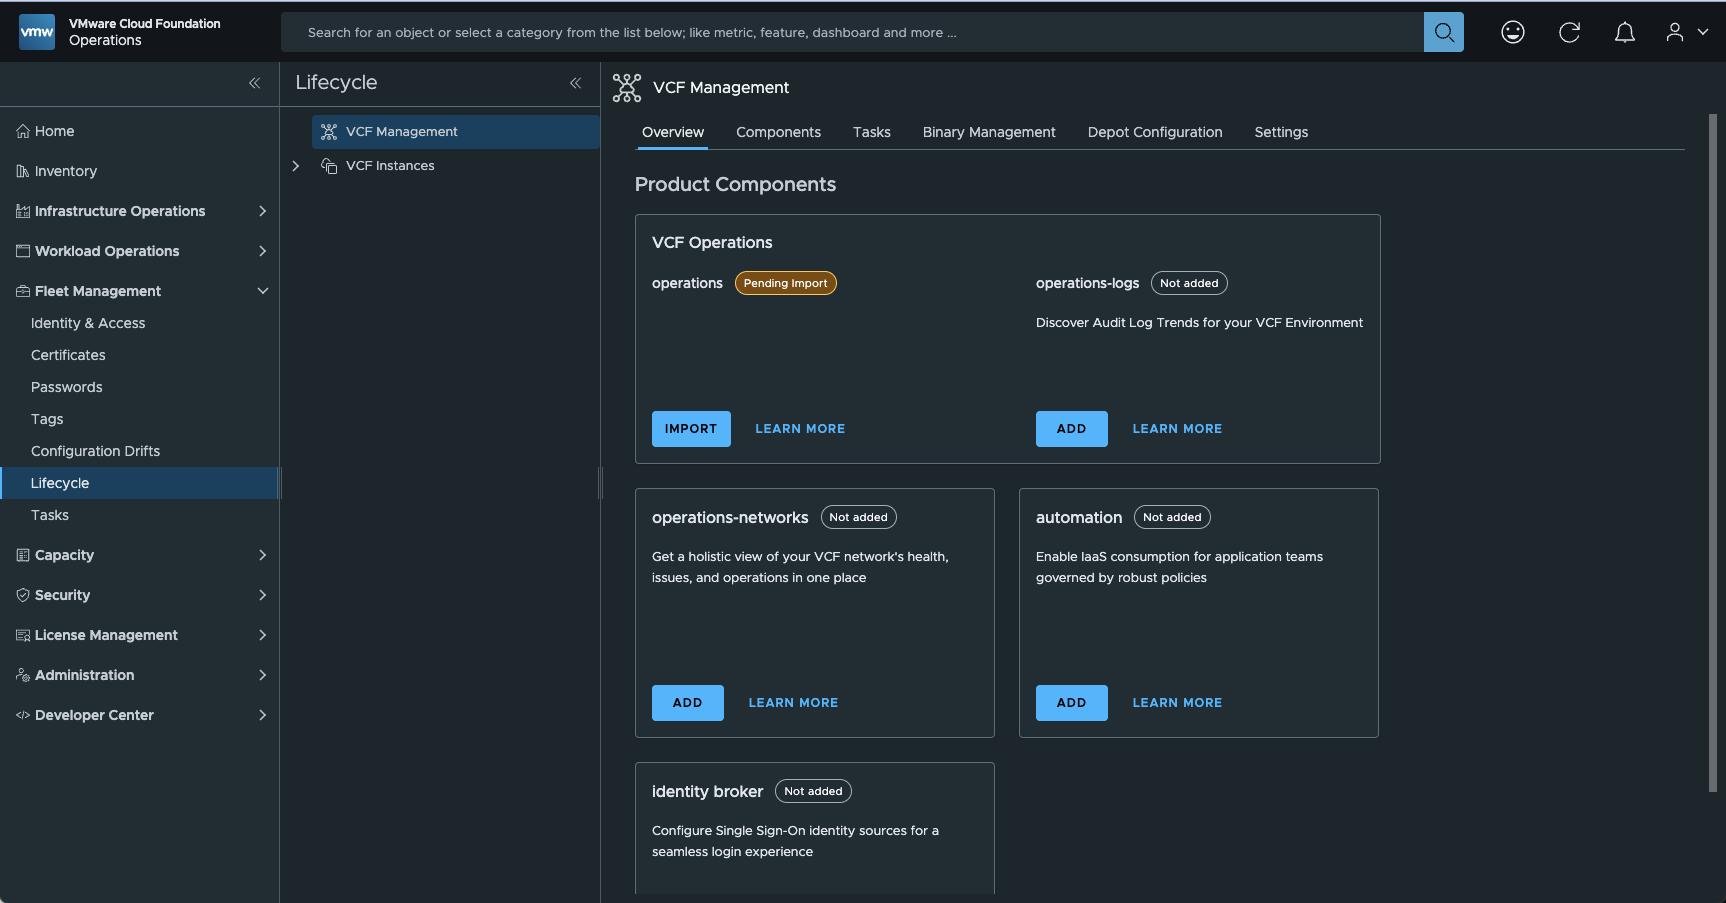 vmw
VMware Cloud Foundation
Operations
Search for an object or select a category from the list below; like metric, feature, dashboard and more ...
Home
Inventory
Infrastructure Operations
Workload Operations
Fleet Management
Identity & Access
Certificates
Passwords
Tags
Configuration Drifts
Lifecycle
Tasks
Capacity
Security
License Management
Administration
Developer Center
Lifecycle
VCF Management
VCF Instances
VCF Management
Overview Components Tasks Binary Management Depot Configuration Settings
Product Components
VCF Operations
operations Pending Import
IMPORT LEARN MORE
operations-logs Not added
Discover Audit Log Trends for your VCF Environment
ADD LEARN MORE
operations-networks Not added
Get a holistic view of your VCF network's health,
issues, and operations in one place
ADD LEARN MORE
automation Not added
Enable IaaS consumption for application teams
governed by robust policies
ADD LEARN MORE
identity broker Not added
Configure Single Sign-On identity sources for a
seamless login experience